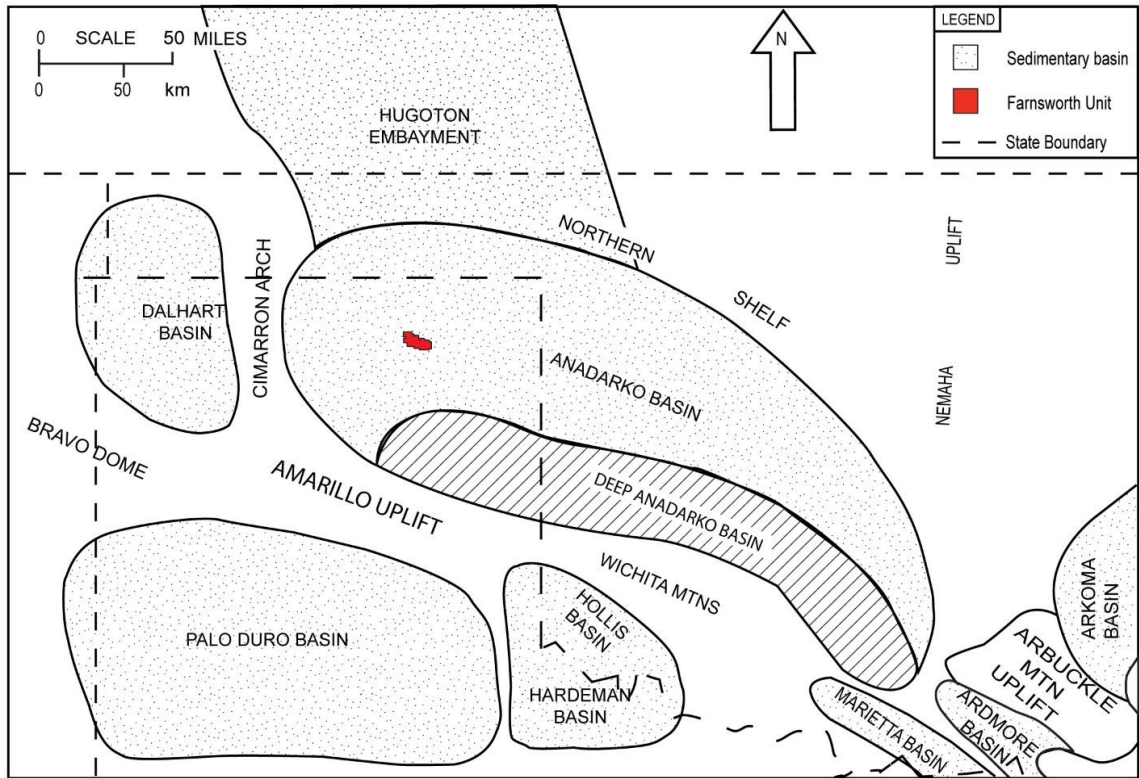 0 SCALE 50 MILES
0 50 km
N
LEGEND
Sedimentary basin
Farnsworth Unit
State Boundary
HUGOTON
EMBAYMENT
NORTHERN
SHELF
NEMAHA
UPLIFT
DALHART
BASIN
CIMARRON ARCH
ANADARKO BASIN
BRAVO DOME
AMARILLO UPLIFT
DEEP ANADARKO BASIN
WICHITA MTNS
PALO DURO BASIN
HOLLIS
BASIN
HARDEMAN
BASIN
ARKOMA
BASIN
ARBUCKLE
MTN
UPLIFT
MARIETTA BASIN
ARDMORE
BASIN